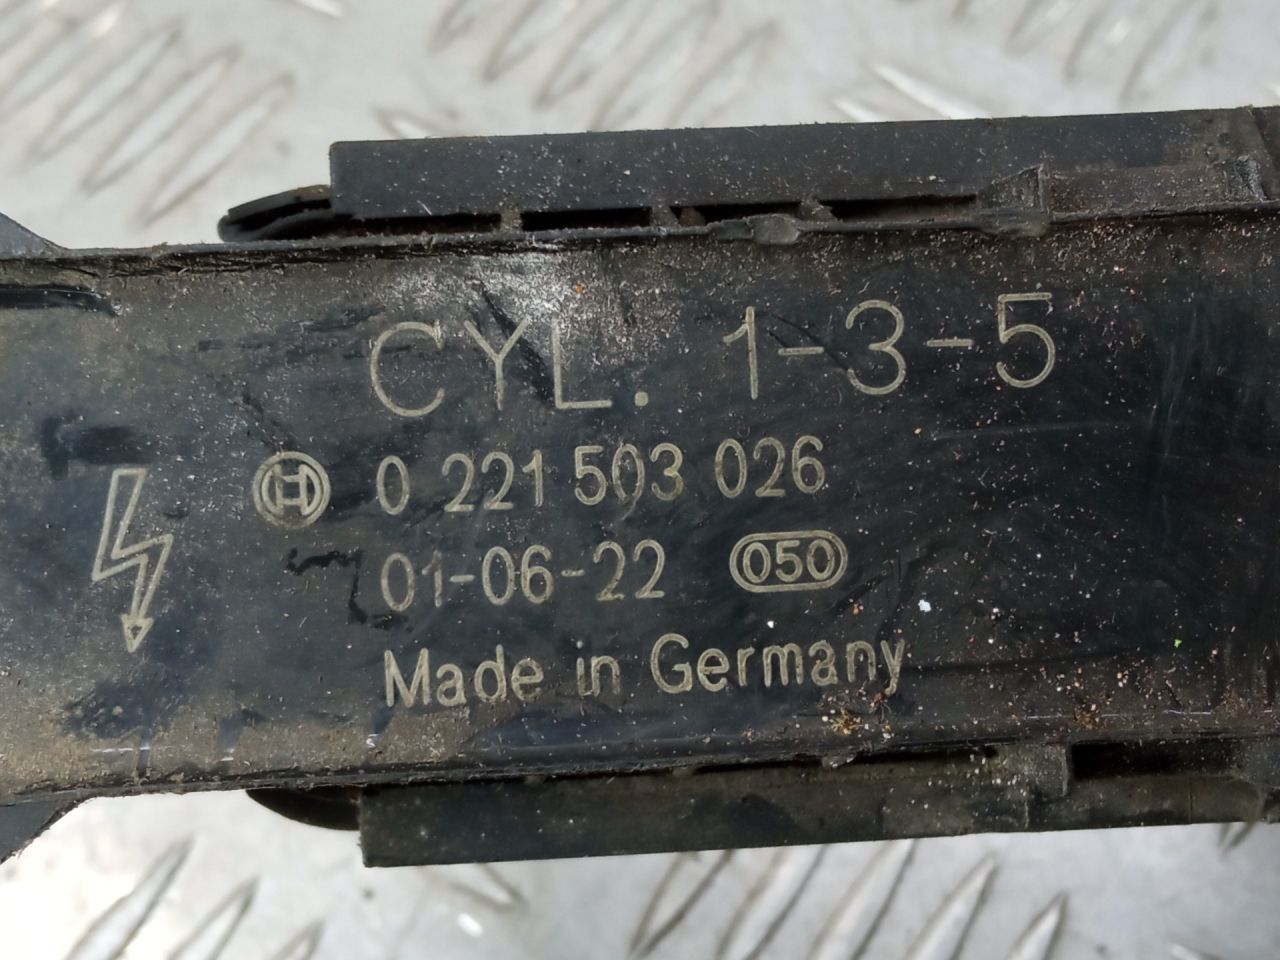 CYL. 1-3-5
0 221 503 026
01-06-22 050
Made in Germany